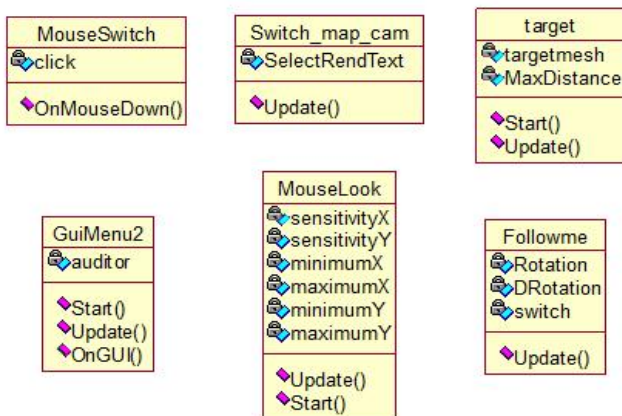 MouseSwitch
click
OnMouseDown()
Switch_map_cam
SelectRendText
Update()
target
targetmesh
MaxDistance
Start()
Update()
GuiMenu2
auditor
Start()
Update()
OnGUI()
MouseLook
sensitivityX
sensitivityY
minimumX
maximumX
minimumY
maximumY
Update()
Start()
Followme
Rotation
DRotation
switch
Update()